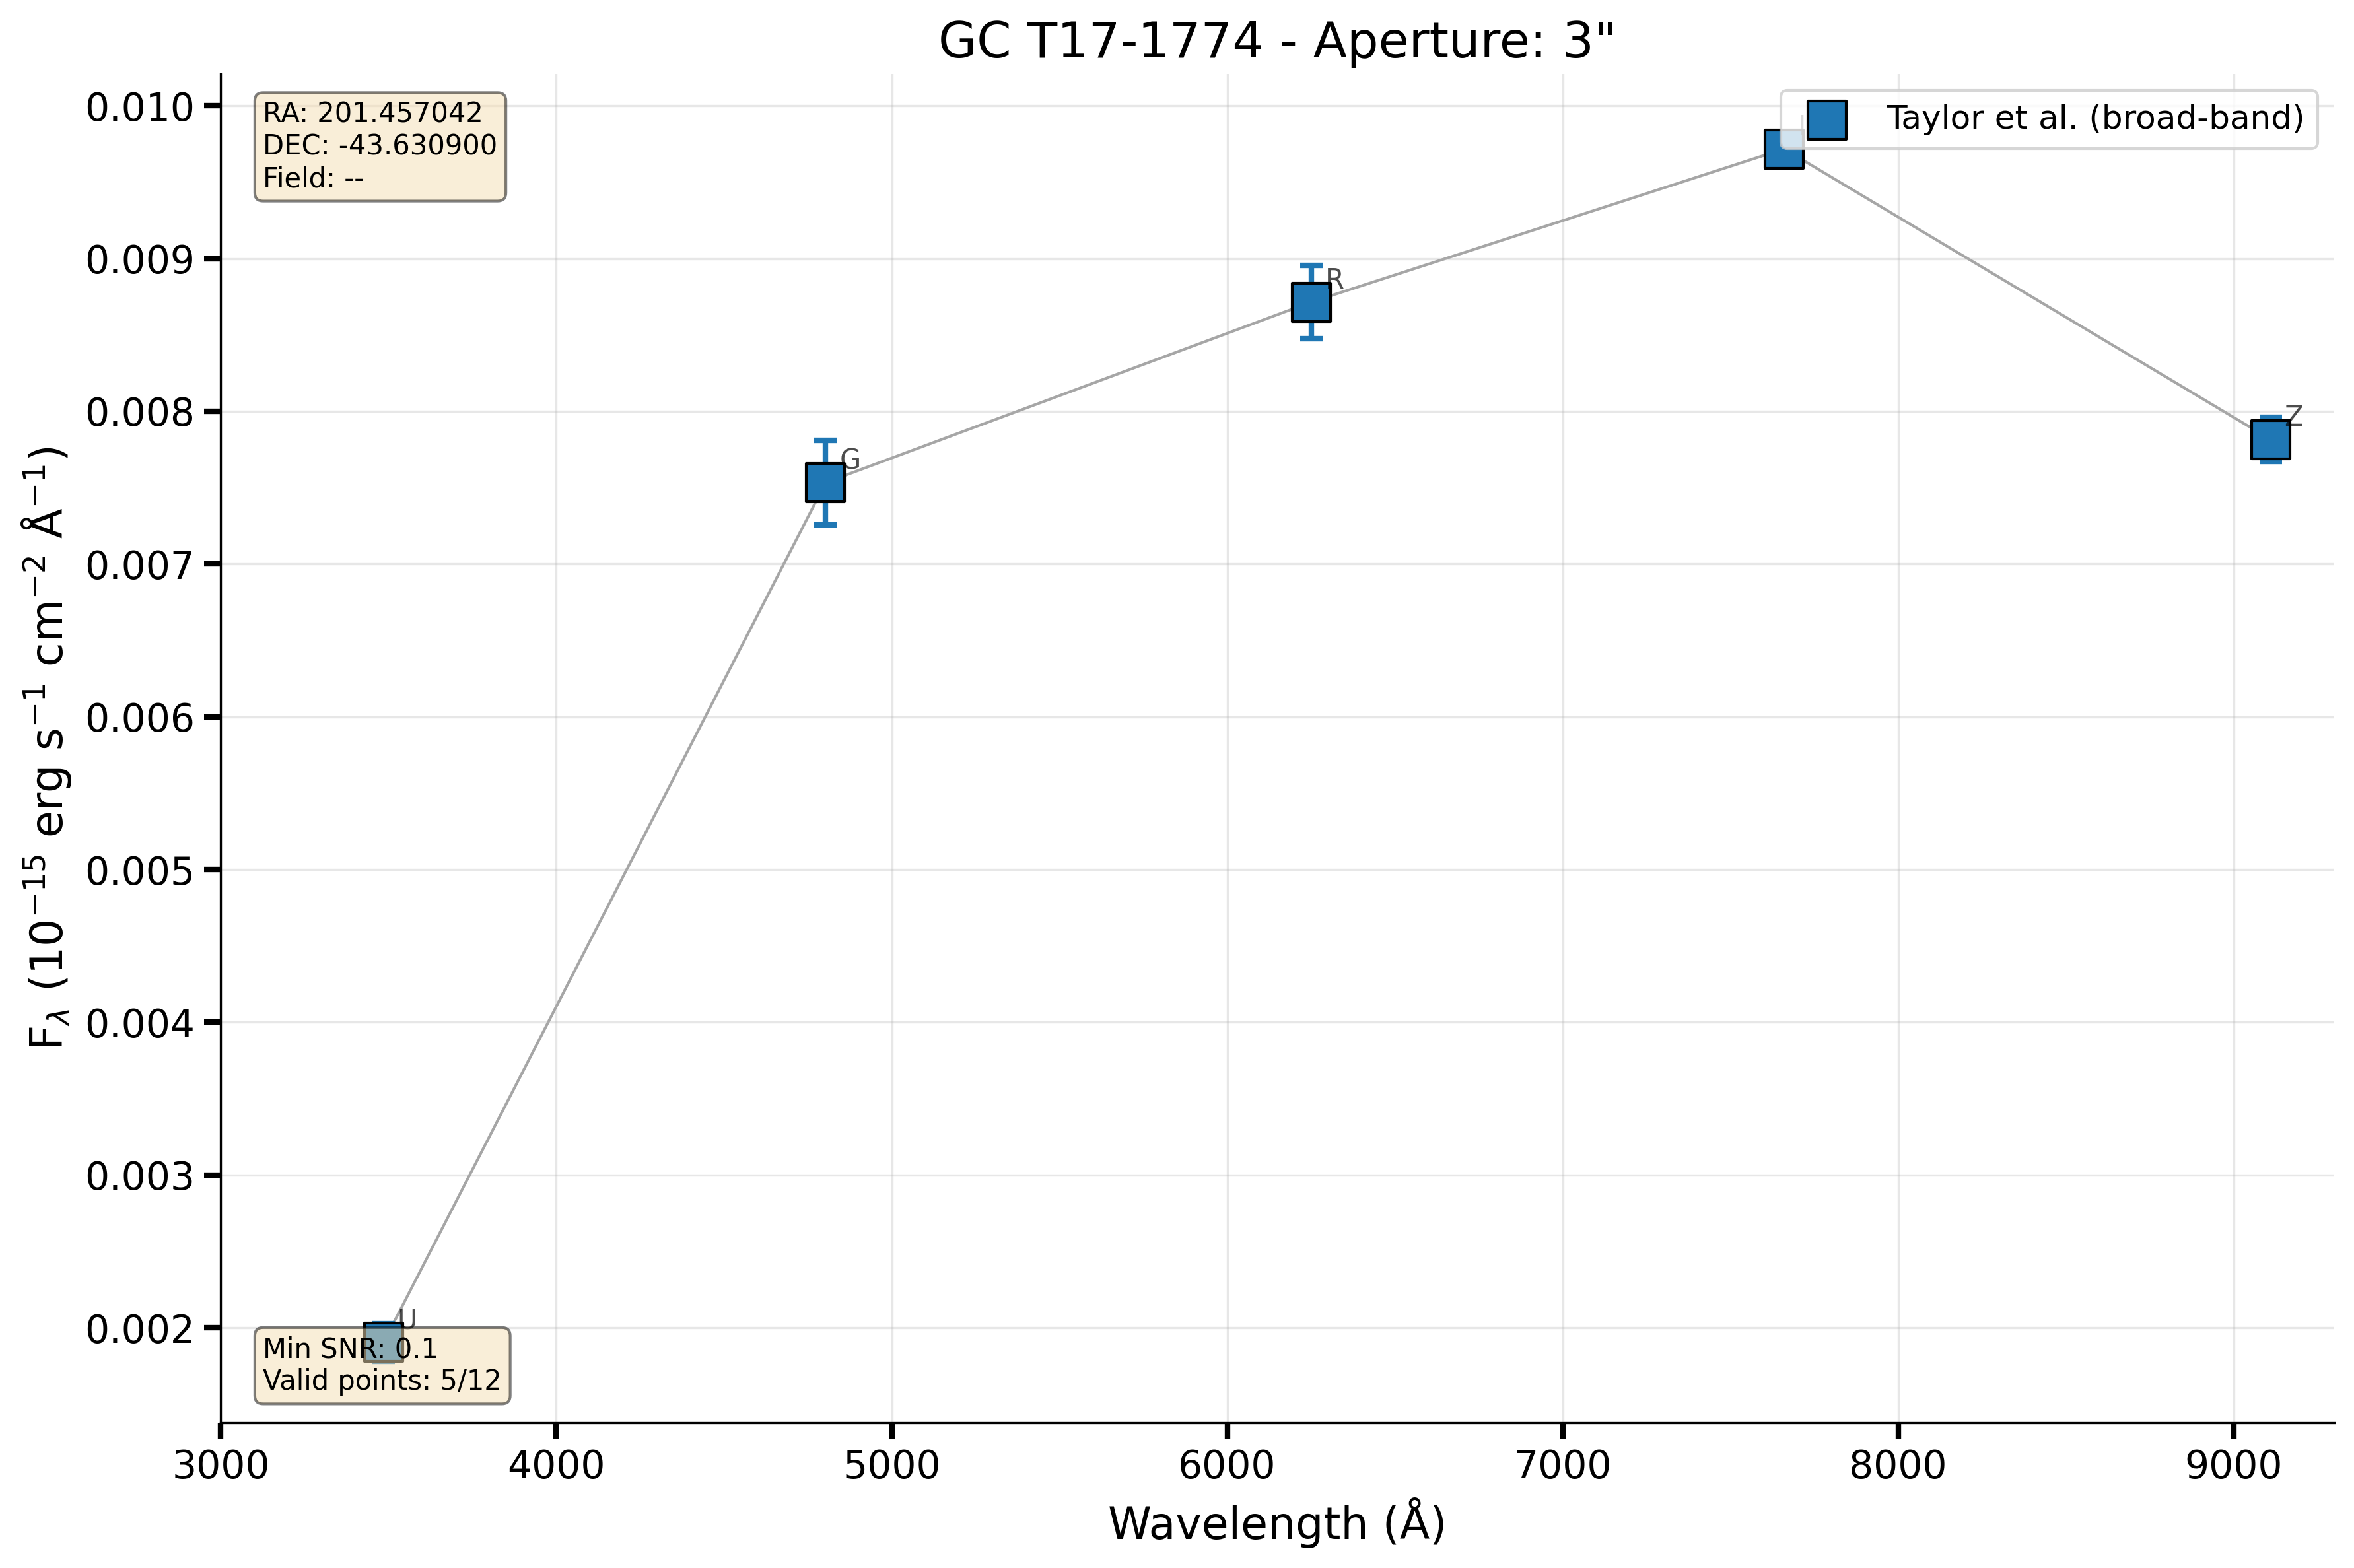 GC T17-1774 - Aperture: 3"
RA: 201.457042
DEC: -43.630900
Field: --
Taylor et al. (broad-band)
0.010
0.009
0.008
0.007
0.006
0.005
0.004
0.003
0.002
F_λ (10⁻¹⁵ erg s⁻¹ cm⁻² Å⁻¹)
U
G
R
Z
Min SNR: 0.1
Valid points: 5/12
3000 4000 5000 6000 7000 8000 9000
Wavelength (Å)